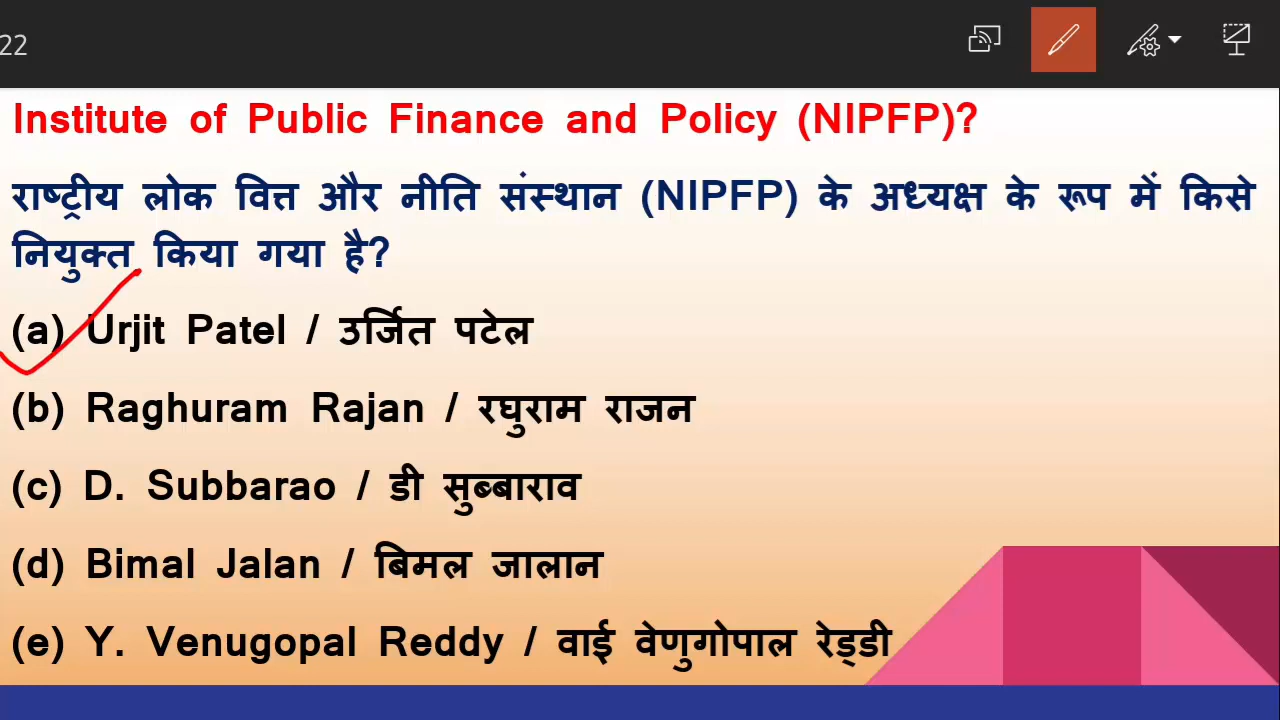 22
Institute of Public Finance and Policy (NIPFP)?
राष्ट्रीय लोक वित्त और नीति संस्थान (NIPFP) के अध्यक्ष के रूप में किसे
नियुक्त किया गया है?
(a) Urjit Patel / उर्जित पटेल
(b) Raghuram Rajan / रघुराम राजन
(c) D. Subbarao / डी सुब्बाराव
(d) Bimal Jalan / बिमल जालान
(e) Y. Venugopal Reddy / वाई वेणुगोपाल रेड्डी